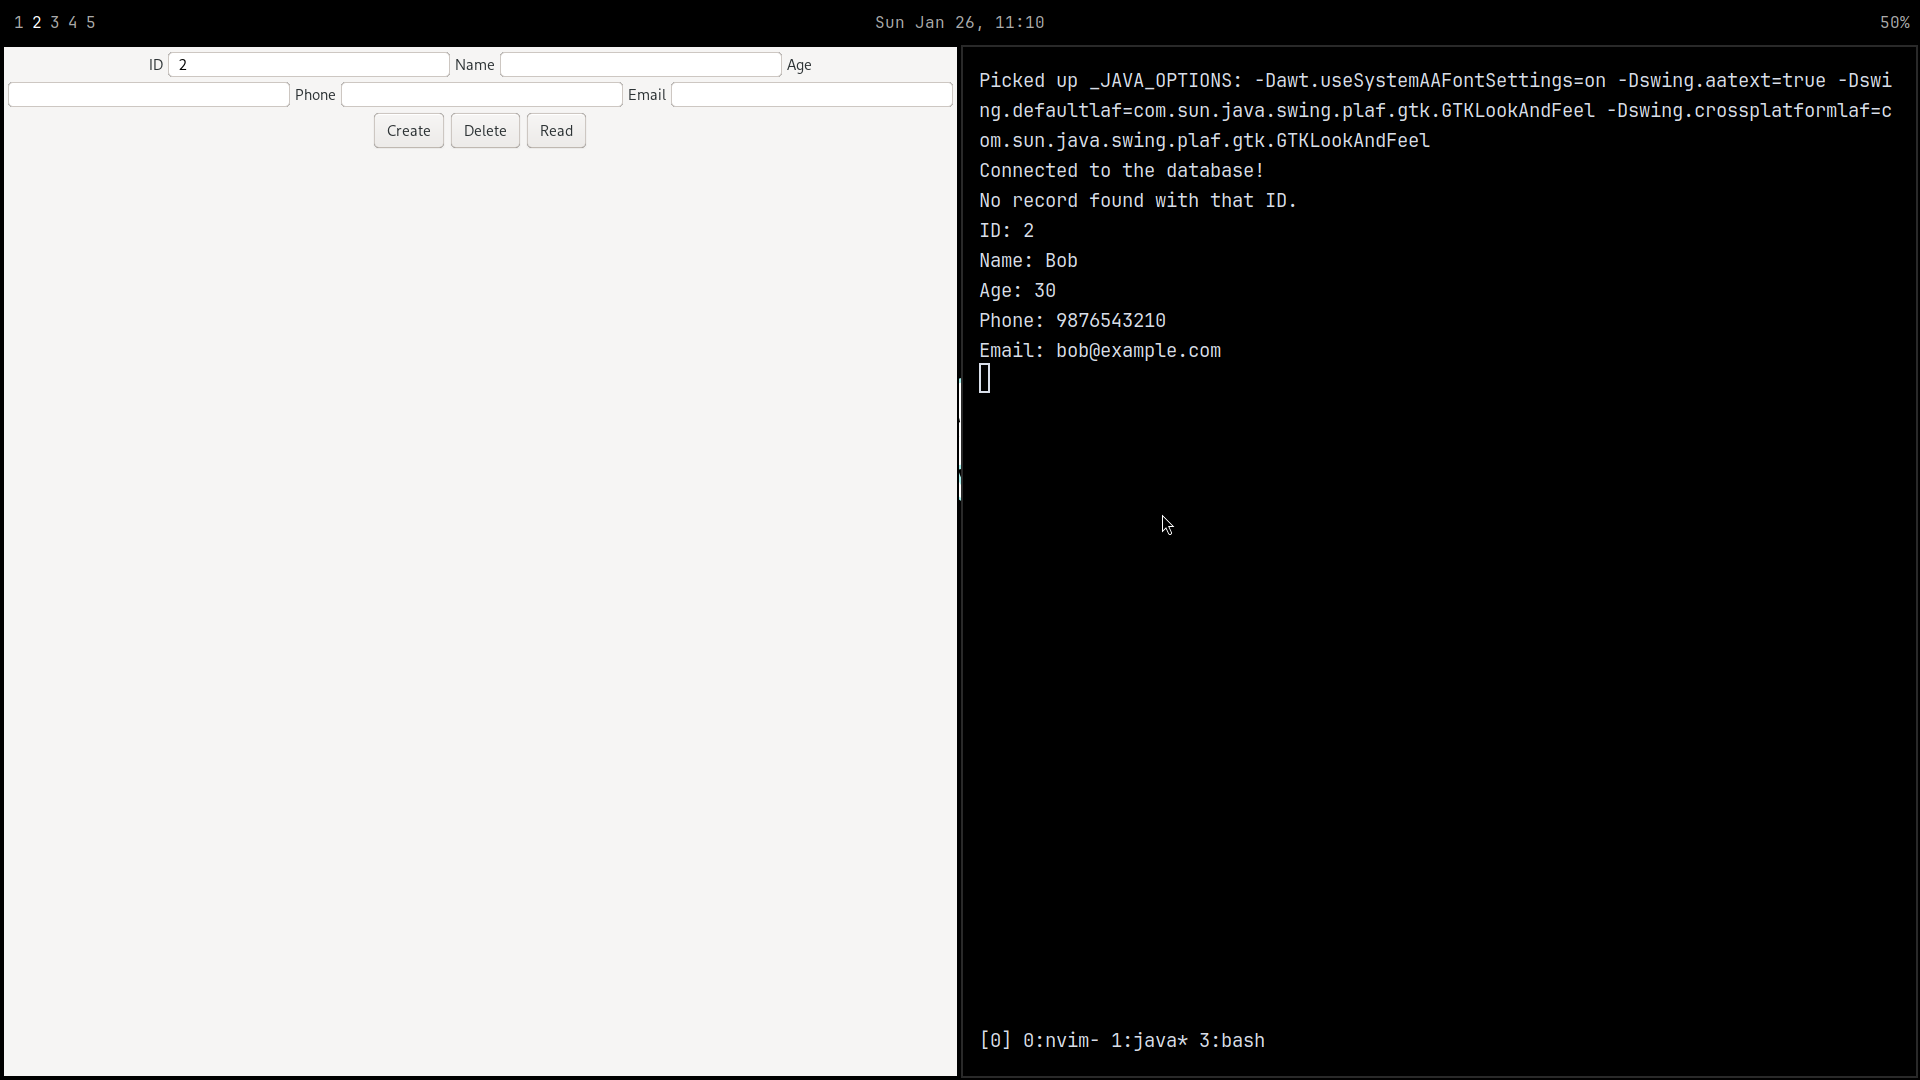 1 2 3 4 5 Sun Jan 26, 11:10 50%
ID 2 Name Age
Phone Email
Create Delete Read
Picked up _JAVA_OPTIONS: -Dawt.useSystemAAFontSettings=on -Dswing.aatext=true -Dswi
ng.defaultlaf=com.sun.java.swing.plaf.gtk.GTKLookAndFeel -Dswing.crossplatformlaf=c
om.sun.java.swing.plaf.gtk.GTKLookAndFeel
Connected to the database!
No record found with that ID.
ID: 2
Name: Bob
Age: 30
Phone: 9876543210
Email: bob@example.com
[0] 0:nvim- 1:java* 3:bash